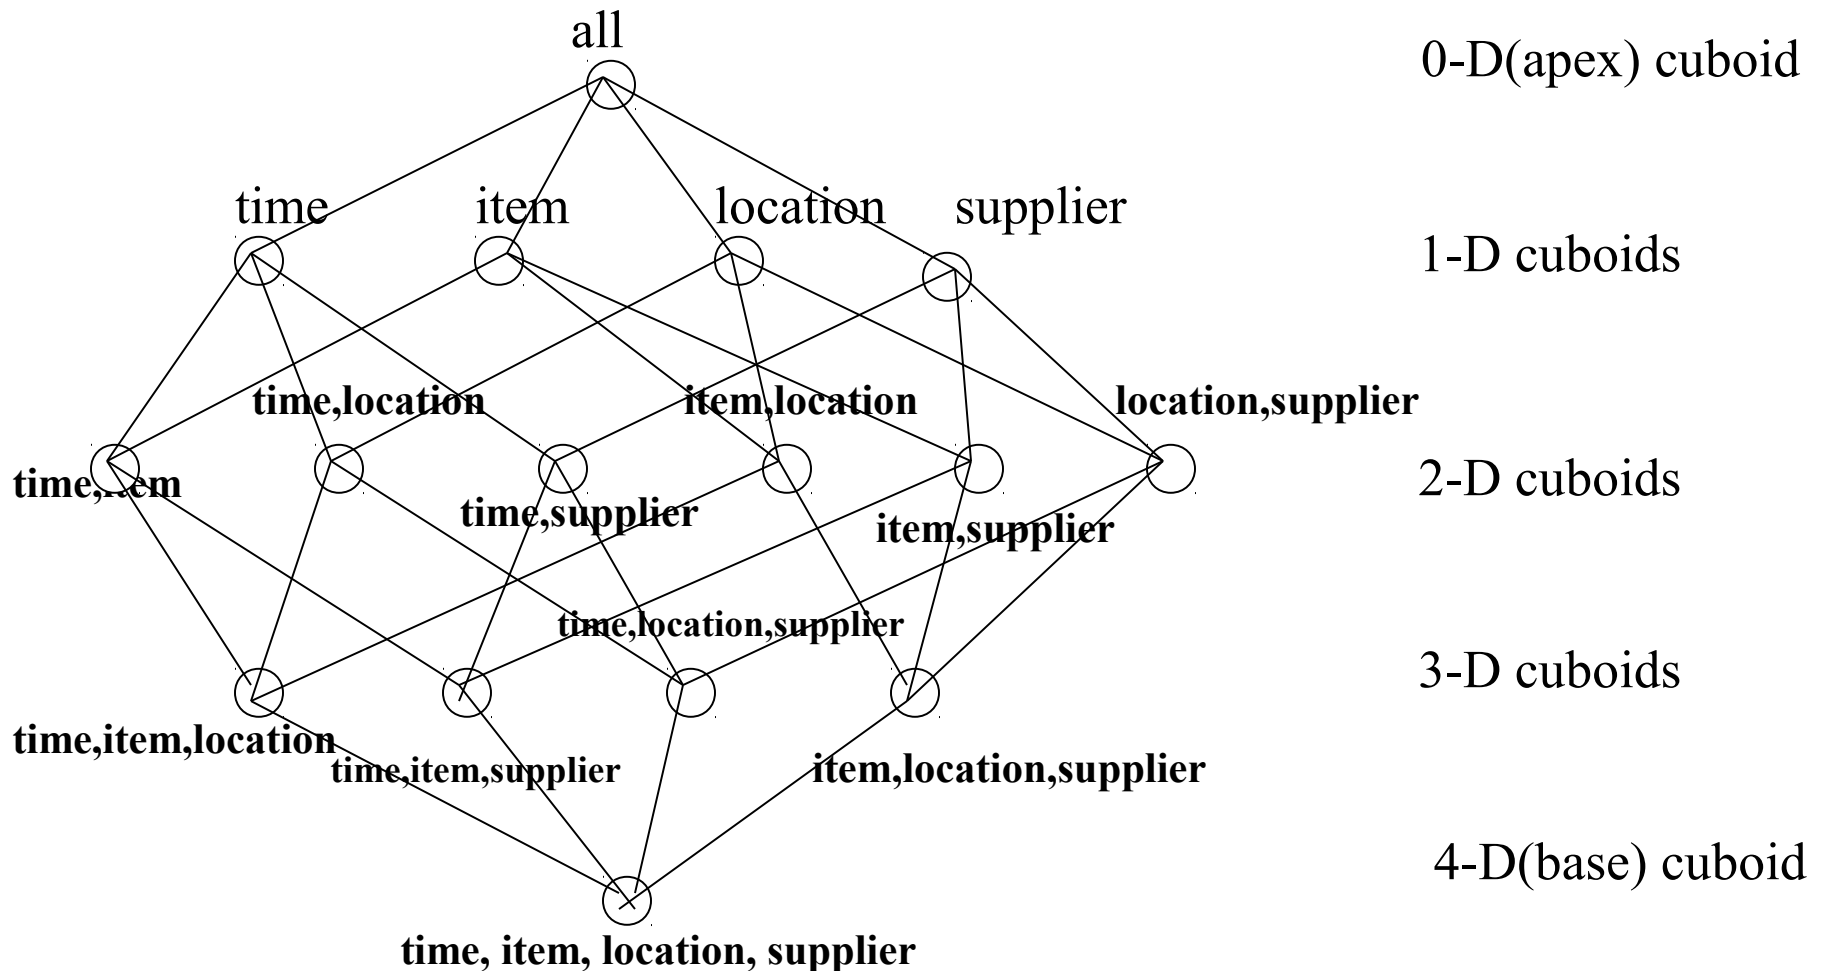 all
0-D(apex) cuboid
time
item
location
supplier
1-D cuboids
time,location
item,location
location,supplier
time,item
2-D cuboids
time,supplier
item,supplier
time,location,supplier
3-D cuboids
time,item,location
time,item,supplier
item,location,supplier
4-D(base) cuboid
time, item, location, supplier